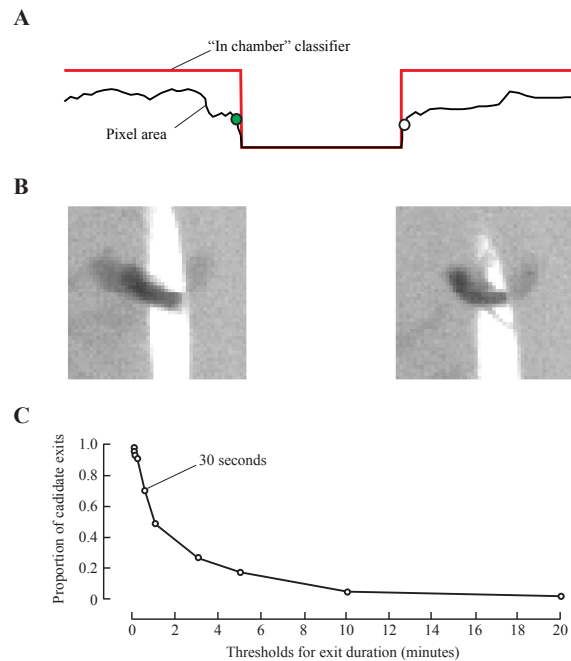 A
“In chamber” classifier
Pixel area
B
C
Proportion of cadidate exits
1.0
0.8
0.6
0.4
0.2
0
30 seconds
0 2 4 6 8 10 12 14 16 18 20
Thresholds for exit duration (minutes)